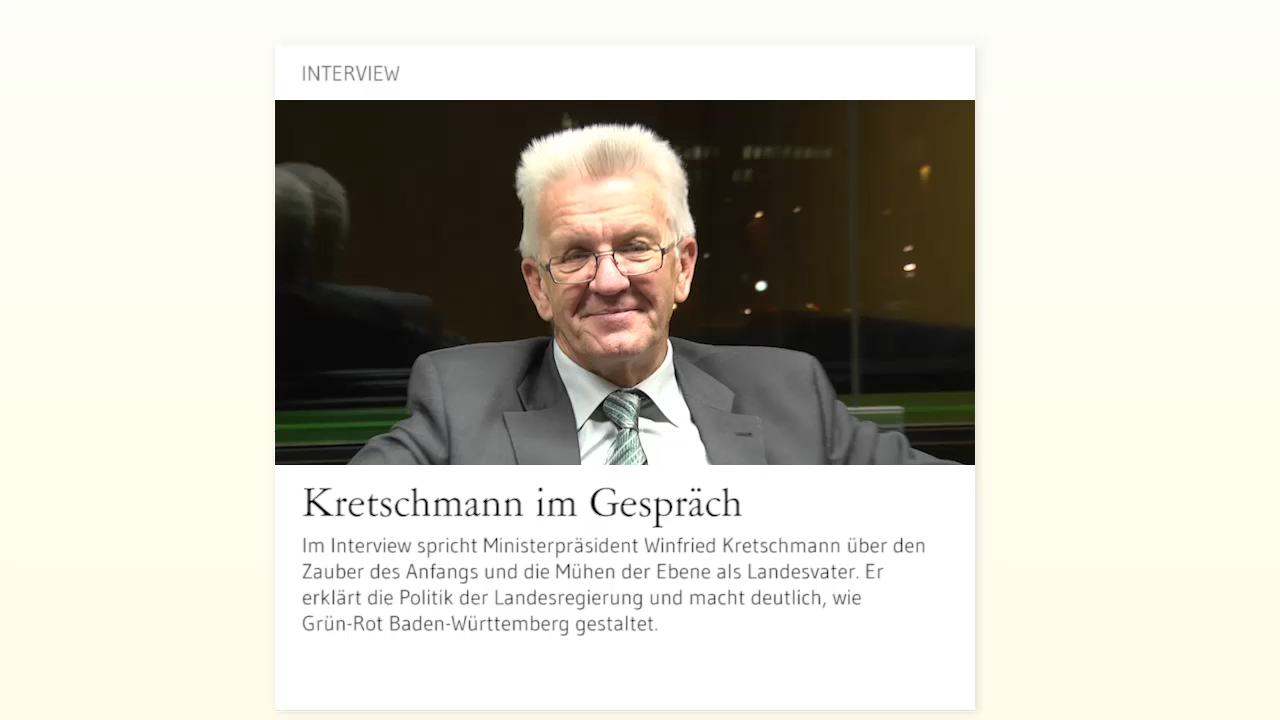 INTERVIEW
Kretschmann im Gespräch
Im Interview spricht Ministerpräsident Winfried Kretschmann über den
Zauber des Anfangs und die Mühen der Ebene als Landesvater. Er
erklärt die Politik der Landesregierung und macht deutlich, wie
Grün-Rot Baden-Württemberg gestaltet.